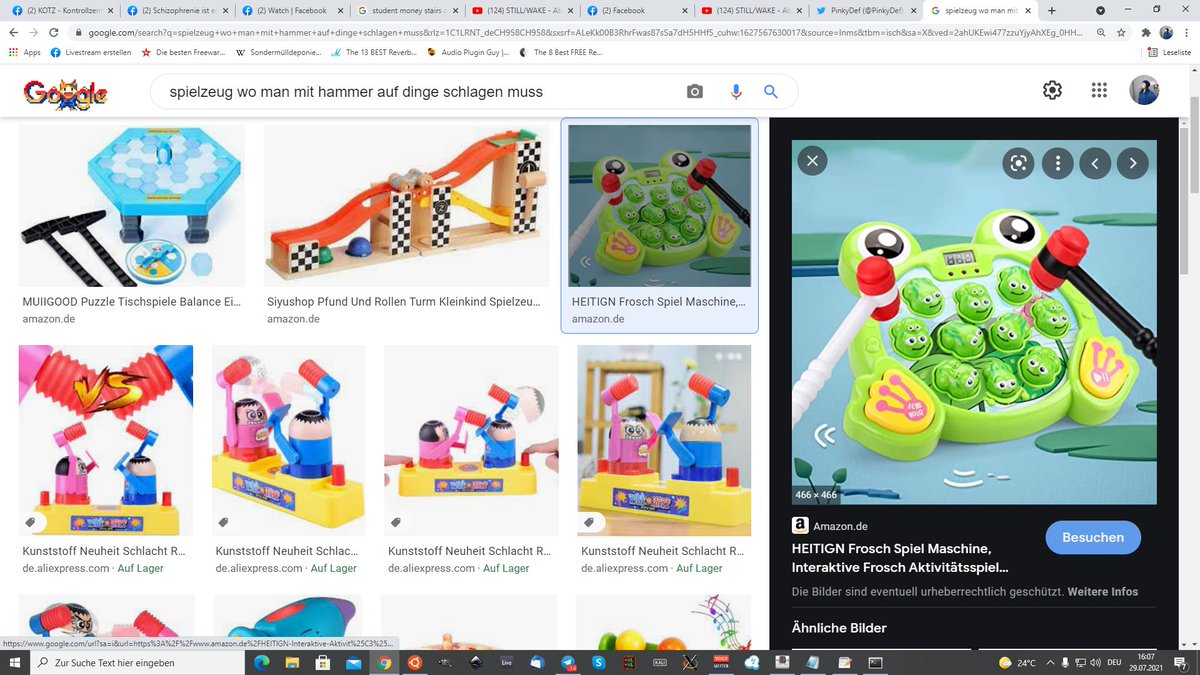 (2) KOTZ - Kontrollzen
(2) Schizophrenie ist e
(2) Watch | Facebook
student money stairs
(124) STILL/WAKE - Ab
(2) Facebook
(124) STILL/WAKE - Ab
PinkyDef (@PinkyDef)
spielzeug wo man mi
google.com/search?q=spielzeug+wo+man+mit+hammer+auf+dinge+schlagen+muss&rlz=1C1LRNT_deCH958CH958&sxsrf=ALeKk00B3RhrFwas87sSa7dH5HHf5_cuhw:1627567630017&source=lnms&tbm=isch&sa=X&ved=2ahUKEwi477zzuYjyAhXEg_0HH...
Apps
Livestream erstellen
Die besten Freewar...
Sondermülldeponie...
The 13 BEST Reverb...
Audio Plugin Guy |...
The 8 Best FREE Re...
Leseliste
Google
spielzeug wo man mit hammer auf dinge schlagen muss
MUIIGOOD Puzzle Tischspiele Balance Ei...
amazon.de
Siyushop Pfund Und Rollen Turm Kleinkind Spielzeu...
amazon.de
HEITIGN Frosch Spiel Maschine,...
amazon.de
VS
Kunststoff Neuheit Schlacht R...
de.aliexpress.com · Auf Lager
Kunststoff Neuheit Schlac...
de.aliexpress.com · Auf Lager
Kunststoff Neuheit Schlacht R...
de.aliexpress.com · Auf Lager
Kunststoff Neuheit Schlacht R...
de.aliexpress.com · Auf Lager
466 × 466
a
Amazon.de
HEITIGN Frosch Spiel Maschine,
Interaktive Frosch Aktivitätsspiel...
Besuchen
Die Bilder sind eventuell urheberrechtlich geschützt. Weitere Infos
Ähnliche Bilder
https://www.google.com/url?sa=i&url=https%3A%2F%2Fwww.amazon.de%2FHEITIGN-Interaktive-Aktivit%25C3%25...
Zur Suche Text hier eingeben
Live
24°C
DEU
16:07
29.07.2021